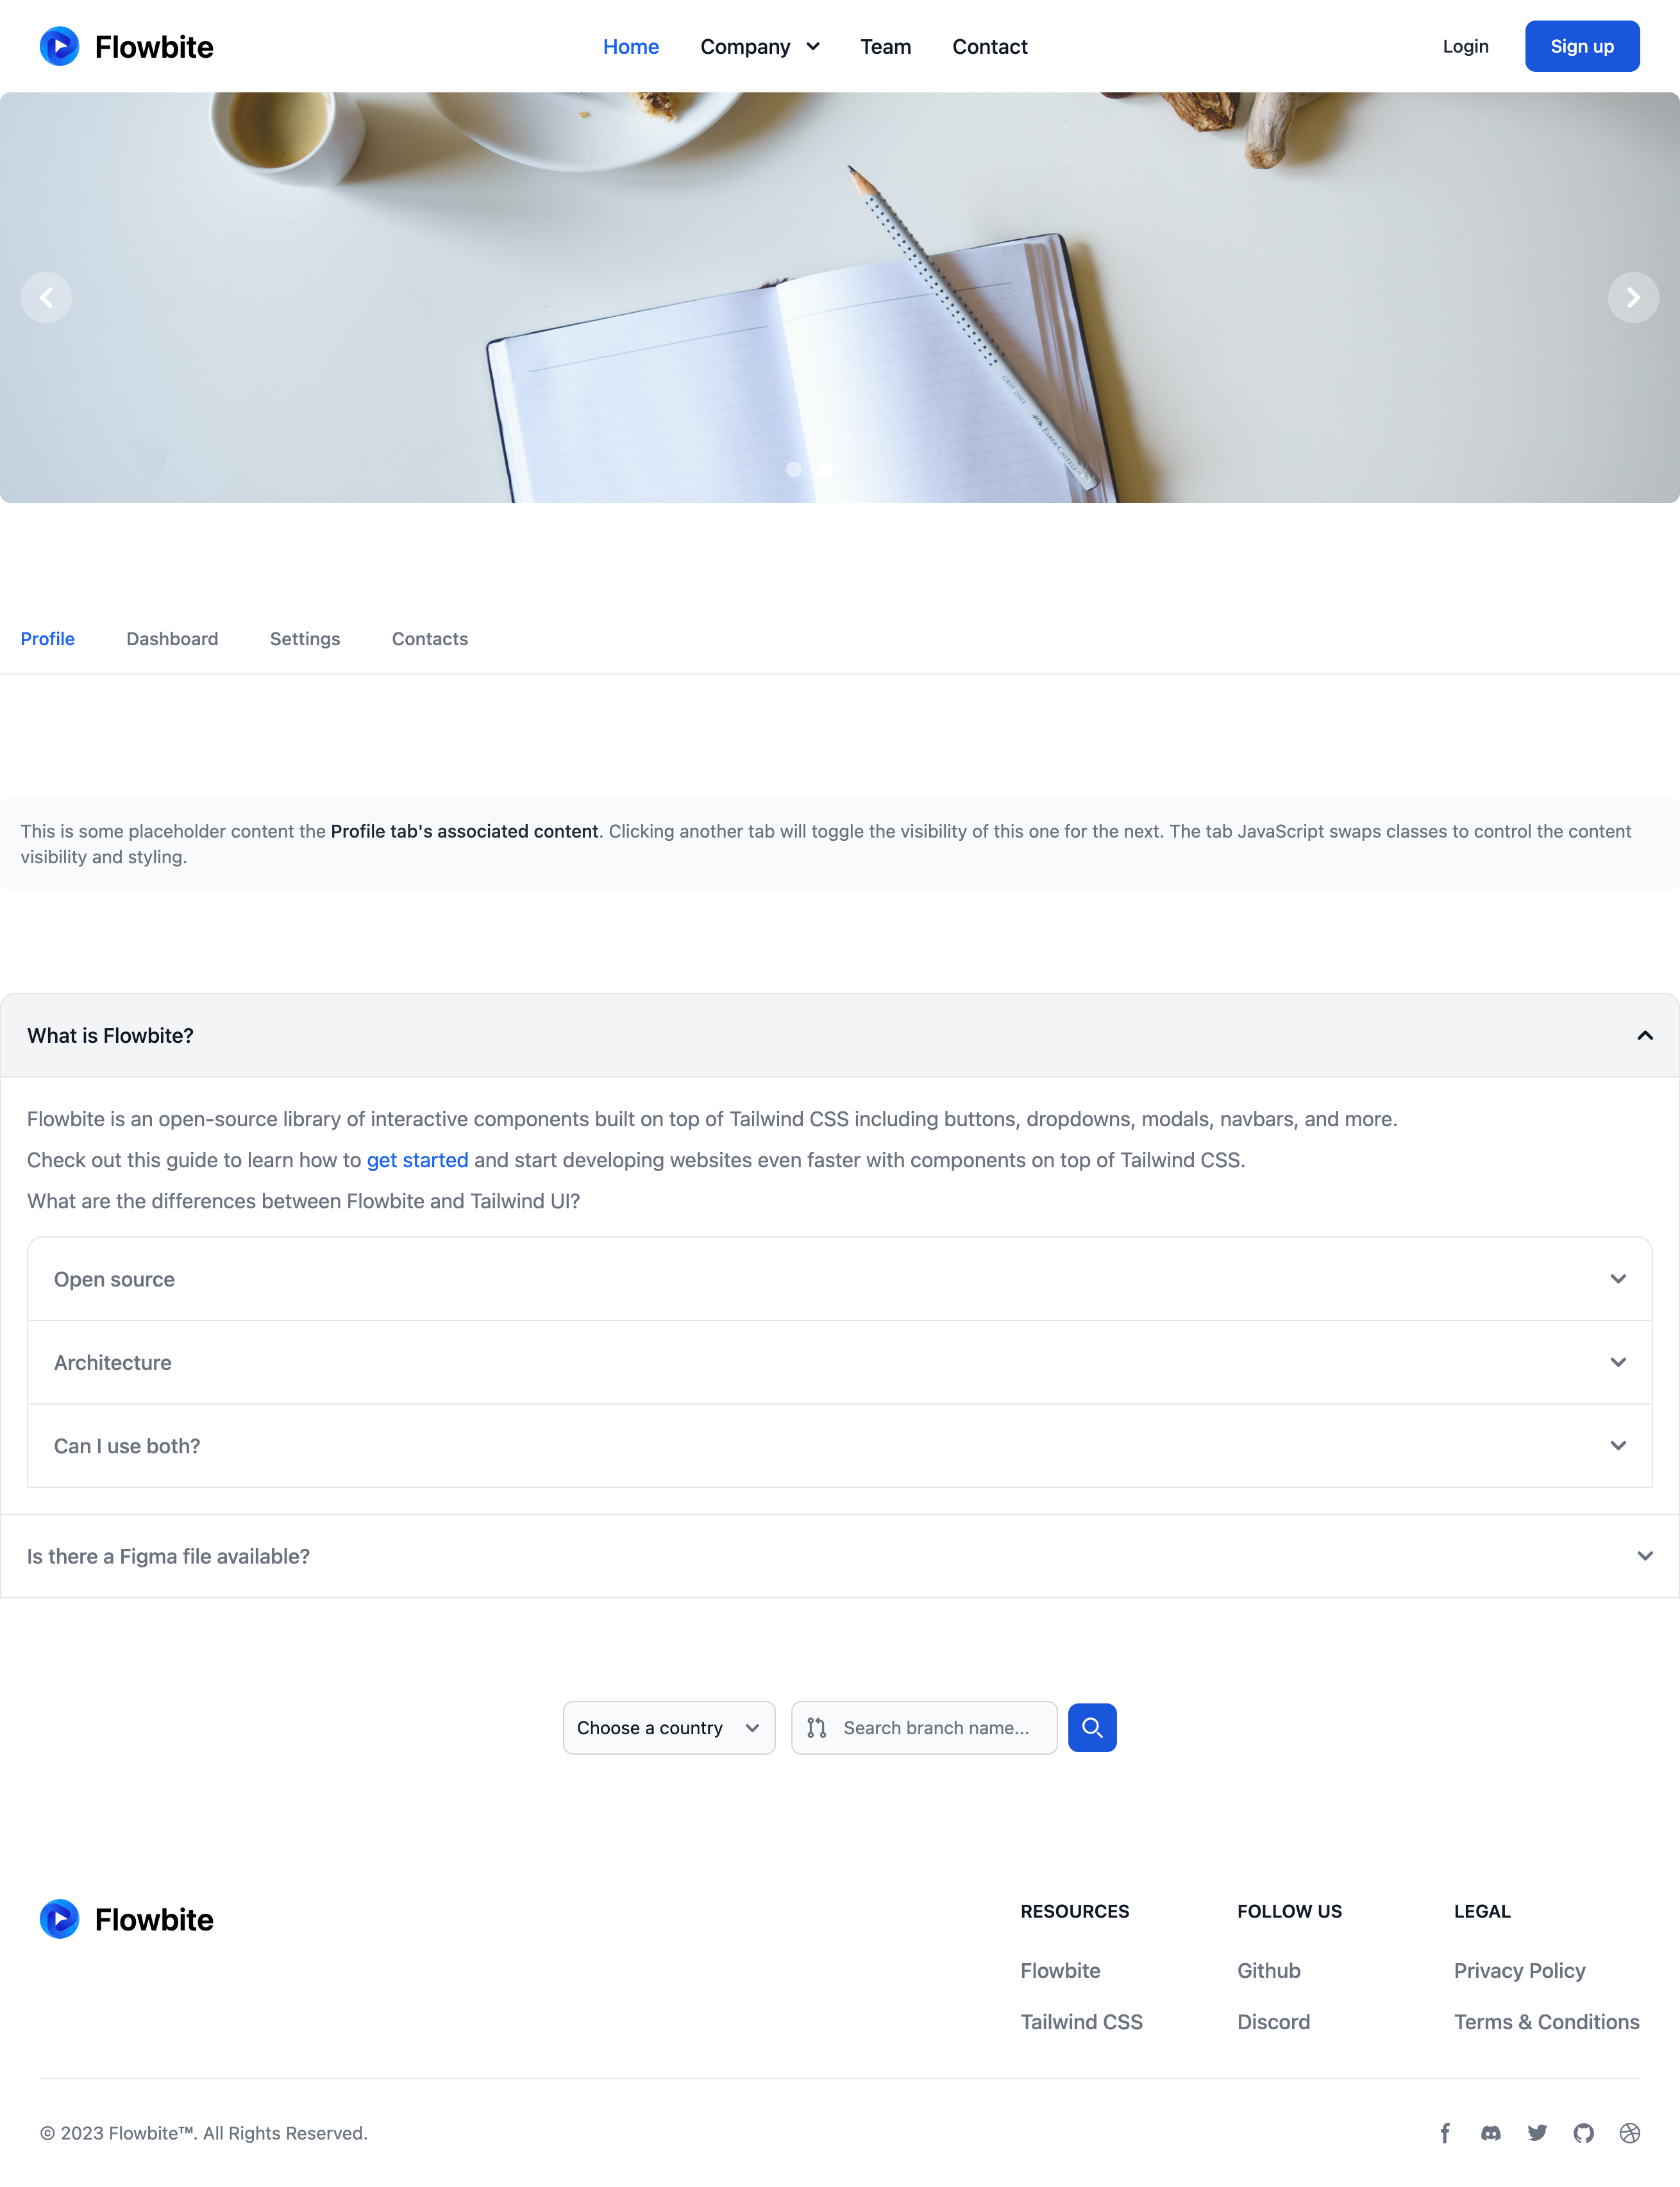 Flowbite
Home Company Team Contact
Login Sign up
FABER-CASTELL
Profile Dashboard Settings Contacts
This is some placeholder content the Profile tab's associated content. Clicking another tab will toggle the visibility of this one for the next. The tab JavaScript swaps classes to control the content
visibility and styling.
What is Flowbite?
Flowbite is an open-source library of interactive components built on top of Tailwind CSS including buttons, dropdowns, modals, navbars, and more.
Check out this guide to learn how to get started and start developing websites even faster with components on top of Tailwind CSS.
What are the differences between Flowbite and Tailwind UI?
Open source
Architecture
Can I use both?
Is there a Figma file available?
Choose a country Search branch name...
Flowbite
RESOURCES FOLLOW US LEGAL
Flowbite Github Privacy Policy
Tailwind CSS Discord Terms & Conditions
© 2023 Flowbite™. All Rights Reserved.